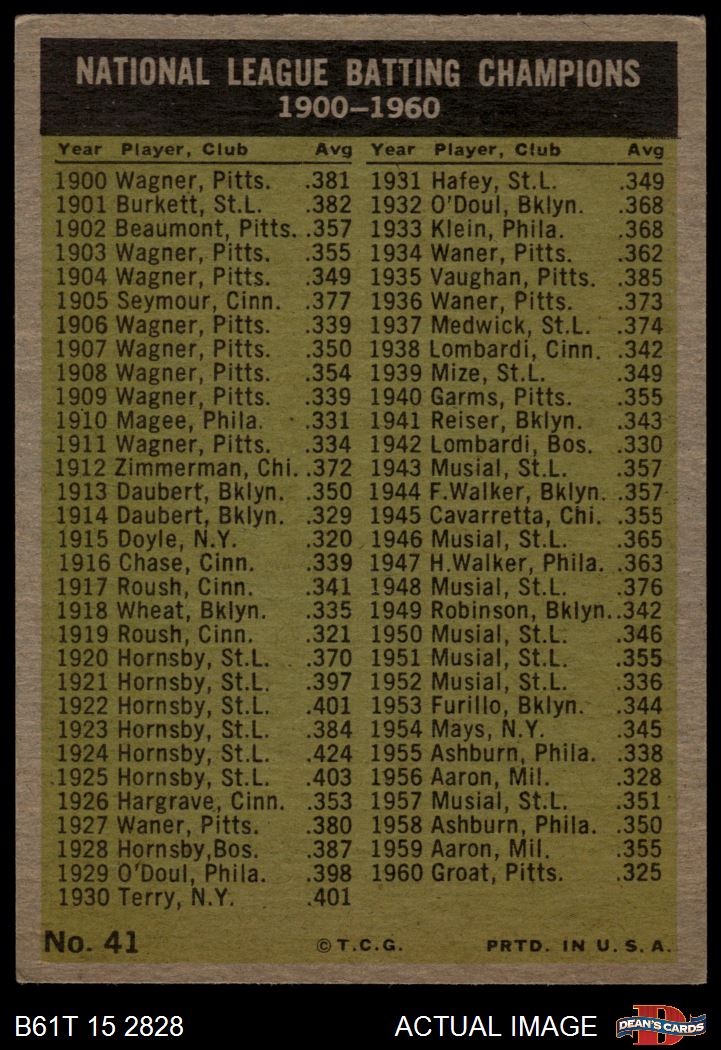 NATIONAL LEAGUE BATTING CHAMPIONS
1900–1960
Year Player, Club Avg
1900 Wagner, Pitts. .381
1901 Burkett, St.L. .382
1902 Beaumont, Pitts. .357
1903 Wagner, Pitts. .355
1904 Wagner, Pitts. .349
1905 Seymour, Cinn. .377
1906 Wagner, Pitts. .339
1907 Wagner, Pitts. .350
1908 Wagner, Pitts. .354
1909 Wagner, Pitts. .339
1910 Magee, Phila. .331
1911 Wagner, Pitts. .334
1912 Zimmerman, Chi. .372
1913 Daubert, Bklyn. .350
1914 Daubert, Bklyn. .329
1915 Doyle, N.Y. .320
1916 Chase, Cinn. .339
1917 Roush, Cinn. .341
1918 Wheat, Bklyn. .335
1919 Roush, Cinn. .321
1920 Hornsby, St.L. .370
1921 Hornsby, St.L. .397
1922 Hornsby, St.L. .401
1923 Hornsby, St.L. .384
1924 Hornsby, St.L. .424
1925 Hornsby, St.L. .403
1926 Hargrave, Cinn. .353
1927 Waner, Pitts. .380
1928 Hornsby,Bos. .387
1929 O'Doul, Phila. .398
1930 Terry, N.Y. .401
Year Player, Club Avg
1931 Hafey, St.L. .349
1932 O'Doul, Bklyn. .368
1933 Klein, Phila. .368
1934 Waner, Pitts. .362
1935 Vaughan, Pitts. .385
1936 Waner, Pitts. .373
1937 Medwick, St.L. .374
1938 Lombardi, Cinn. .342
1939 Mize, St.L. .349
1940 Garms, Pitts. .355
1941 Reiser, Bklyn. .343
1942 Lombardi, Bos. .330
1943 Musial, St.L. .357
1944 F.Walker, Bklyn. .357
1945 Cavarretta, Chi. .355
1946 Musial, St.L. .365
1947 H.Walker, Phila. .363
1948 Musial, St.L. .376
1949 Robinson, Bklyn. .342
1950 Musial, St.L. .346
1951 Musial, St.L. .355
1952 Musial, St.L. .336
1953 Furillo, Bklyn. .344
1954 Mays, N.Y. .345
1955 Ashburn, Phila. .338
1956 Aaron, Mil. .328
1957 Musial, St.L. .351
1958 Ashburn, Phila. .350
1959 Aaron, Mil. .355
1960 Groat, Pitts. .325
No. 41 © T.C.G. PRTD. IN U.S.A.
B61T 15 2828 ACTUAL IMAGE D DEAN'S CARDS